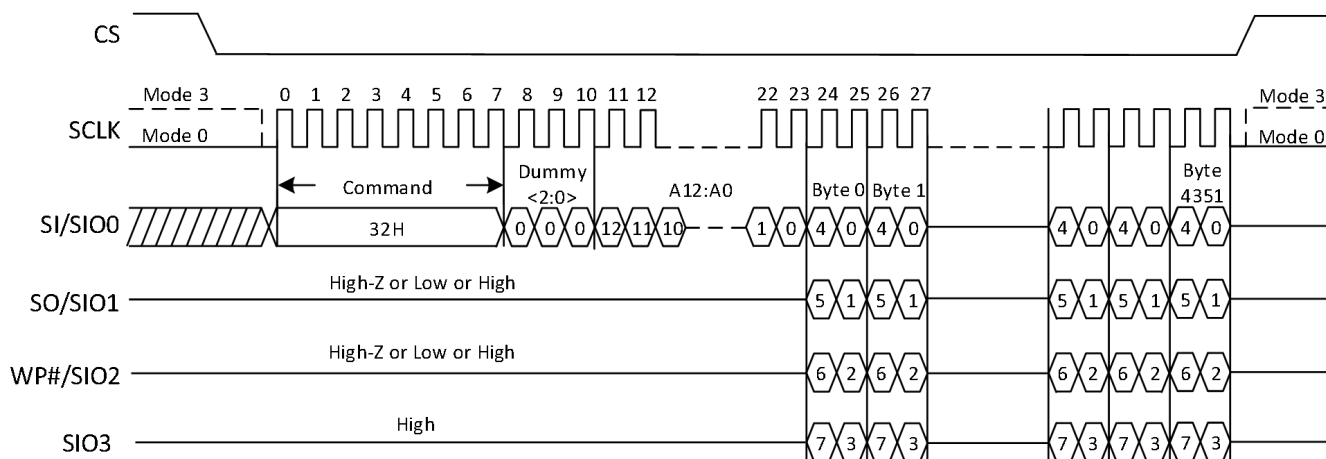 CS
Mode 3 0 1 2 3 4 5 6 7 8 9 10 11 12 22 23 24 25 26 27 Mode 3
SCLK
Mode 0 Mode 0
Command Dummy <2:0> A12:A0 Byte 0 Byte 1 Byte 4351
SI/SIO0 32H 0 0 0 12 11 10 1 0 4 0 4 0 4 0 4 0 4 0
High-Z or Low or High
SO/SIO1 5 1 5 1 5 1 5 1 5 1
High-Z or Low or High
WP#/SIO2 6 2 6 2 6 2 6 2 6 2
High
SIO3 7 3 7 3 7 3 7 3 7 3